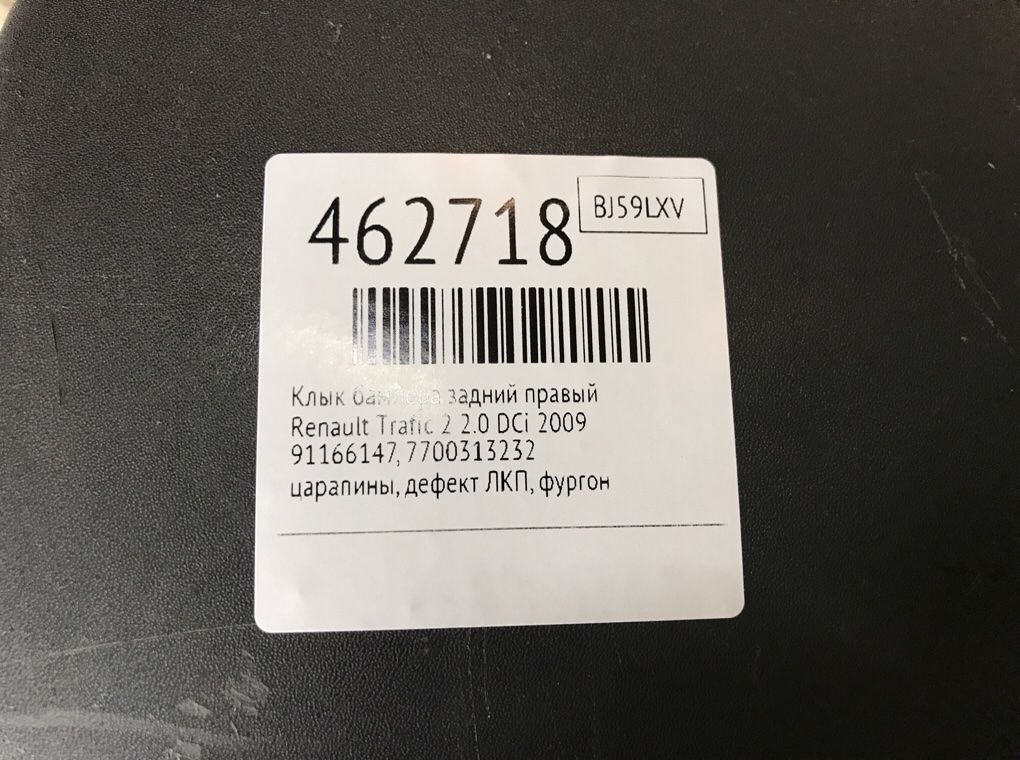 462718
BJ59LXV
Клык бампера задний правый
Renault Trafic 2 2.0 DCi 2009
91166147, 7700313232
царапины, дефект ЛКП, фургон